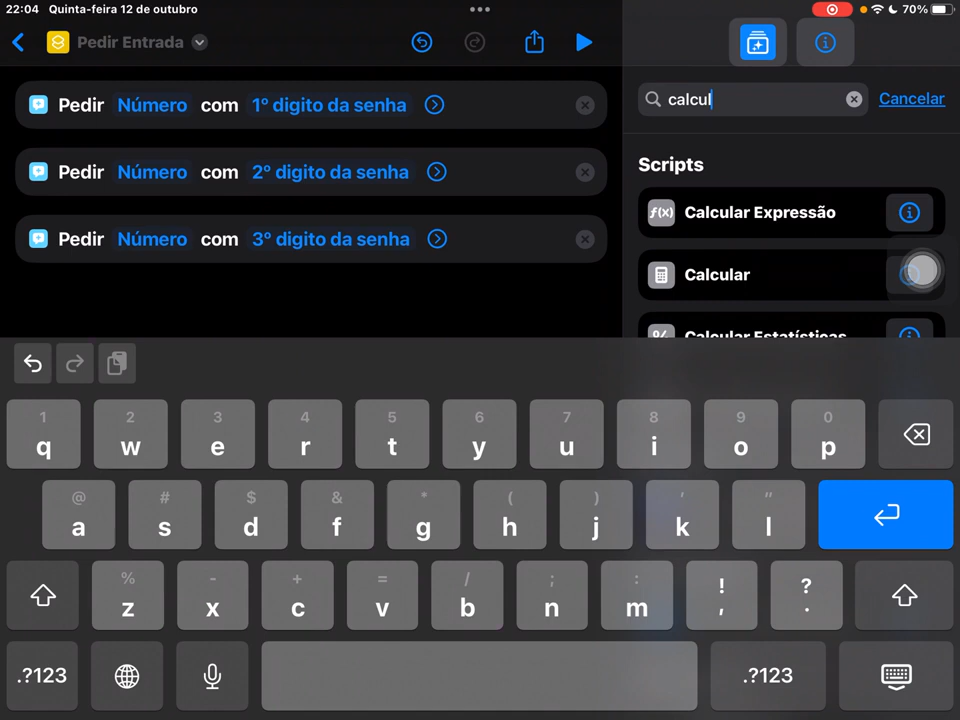 22:04 Quinta-feira 12 de outubro
70%
Pedir Entrada
Pedir Número com 1º digito da senha
Pedir Número com 2º digito da senha
Pedir Número com 3º digito da senha
calcul
Cancelar
Scripts
f(x) Calcular Expressão
Calcular
% Calcular Estatísticas
1 2 3 4 5 6 7 8 9 0
q w e r t y u i o p
@ # $ & * ( ) ' "
a s d f g h j k l
% - + = / ; : ! ?
z x c v b n m , .
.?123 .?123